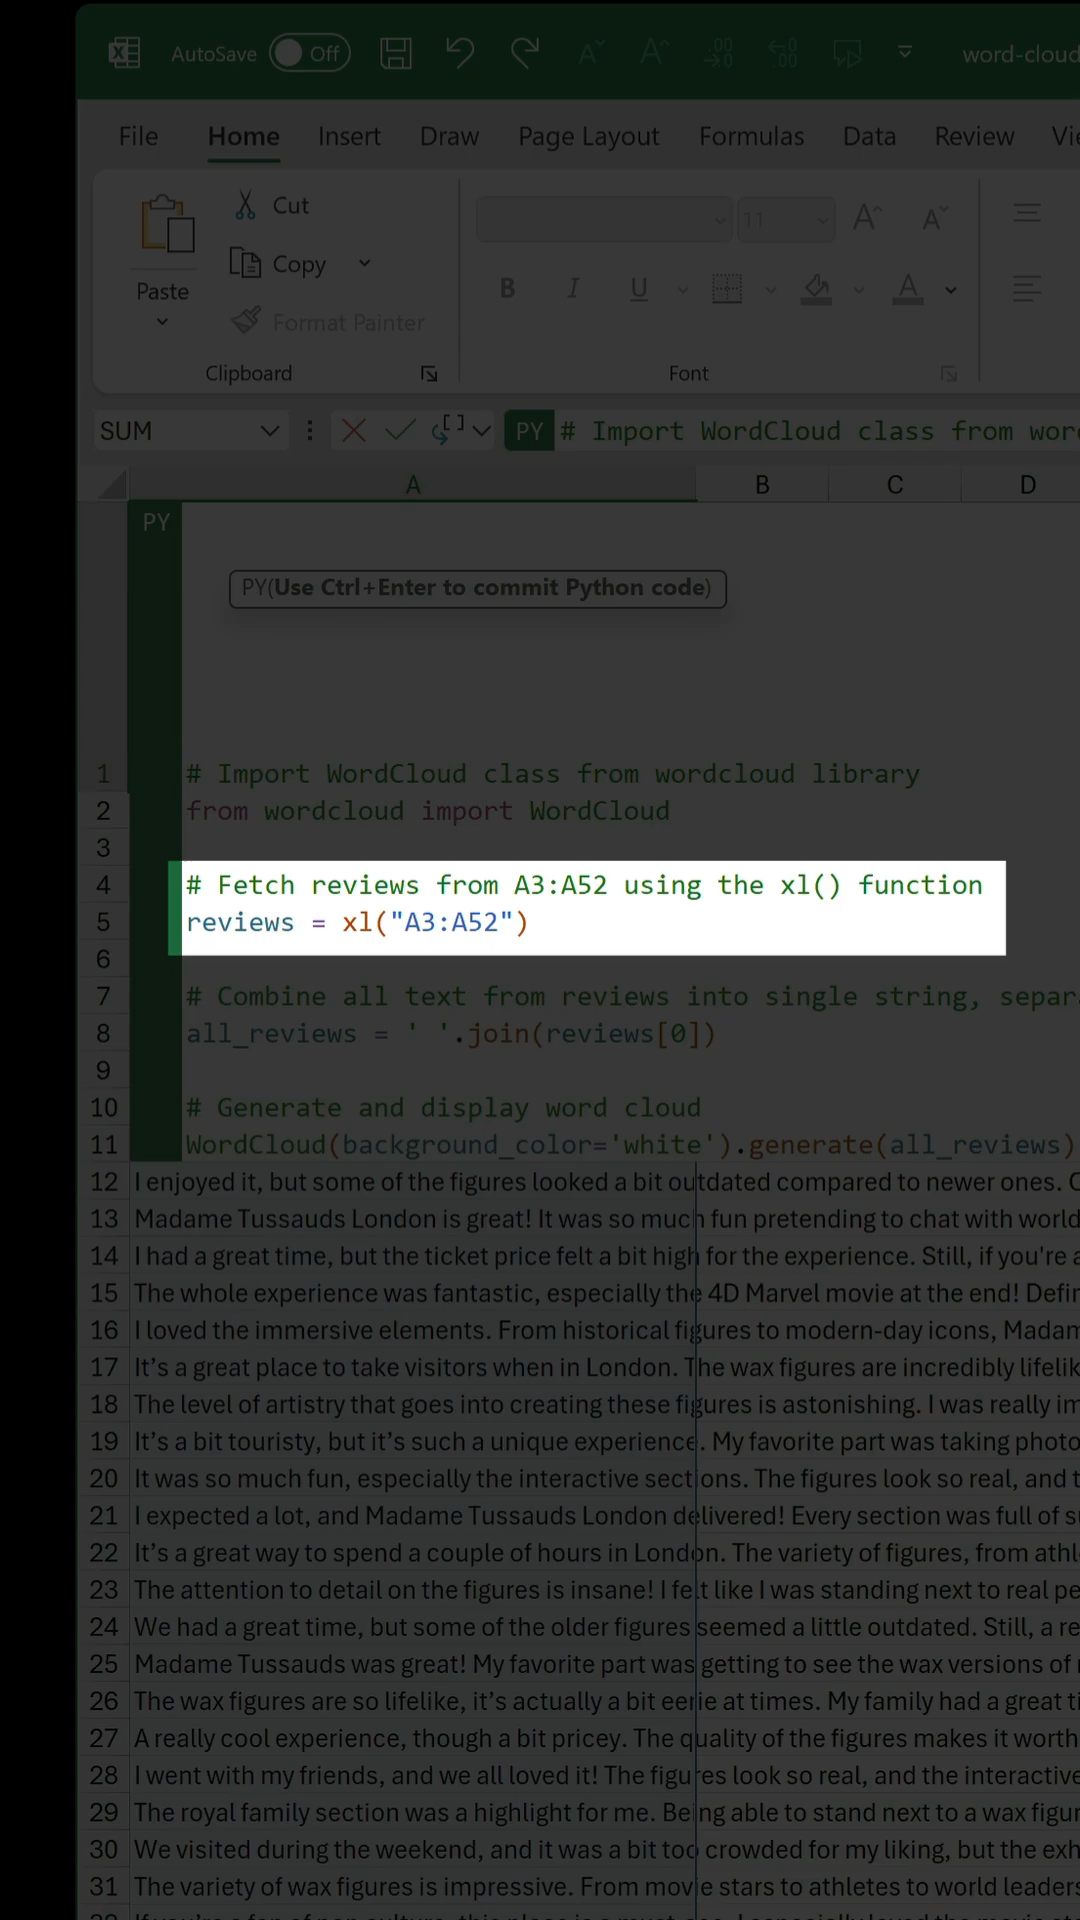 AutoSave Off word-cloud
File Home Insert Draw Page Layout Formulas Data Review
Cut
11
Copy
Paste
B I U A
Format Painter
Clipboard Font
SUM PY # Import WordCloud class from wor
A B C D
PY
PY(Use Ctrl+Enter to commit Python code)
1 # Import WordCloud class from wordcloud library
2 from wordcloud import WordCloud
3
4 # Fetch reviews from A3:A52 using the xl() function
5 reviews = xl("A3:A52")
6
7 # Combine all text from reviews into single string, separ
8 all_reviews = ' '.join(reviews[0])
9
10 # Generate and display word cloud
11 WordCloud(background_color='white').generate(all_reviews)
12 I enjoyed it, but some of the figures looked a bit outdated compared to newer ones.
13 Madame Tussauds London is great! It was so much fun pretending to chat with world
14 I had a great time, but the ticket price felt a bit high for the experience. Still, if you're a
15 The whole experience was fantastic, especially the 4D Marvel movie at the end! Defin
16 I loved the immersive elements. From historical figures to modern-day icons, Madam
17 It's a great place to take visitors when in London. The wax figures are incredibly lifelik
18 The level of artistry that goes into creating these figures is astonishing. I was really im
19 It's a bit touristy, but it's such a unique experience. My favorite part was taking photo
20 It was so much fun, especially the interactive sections. The figures look so real, and t
21 I expected a lot, and Madame Tussauds London delivered! Every section was full of s
22 It's a great way to spend a couple of hours in London. The variety of figures, from athl
23 The attention to detail on the figures is insane! I felt like I was standing next to real pe
24 We had a great time, but some of the older figures seemed a little outdated. Still, a re
25 Madame Tussauds was great! My favorite part was getting to see the wax versions of
26 The wax figures are so lifelike, it's actually a bit eerie at times. My family had a great ti
27 A really cool experience, though a bit pricey. The quality of the figures makes it worth
28 I went with my friends, and we all loved it! The figures look so real, and the interactive
29 The royal family section was a highlight for me. Being able to stand next to a wax figur
30 We visited during the weekend, and it was a bit too crowded for my liking, but the exh
31 The variety of wax figures is impressive. From movie stars to athletes to world leaders